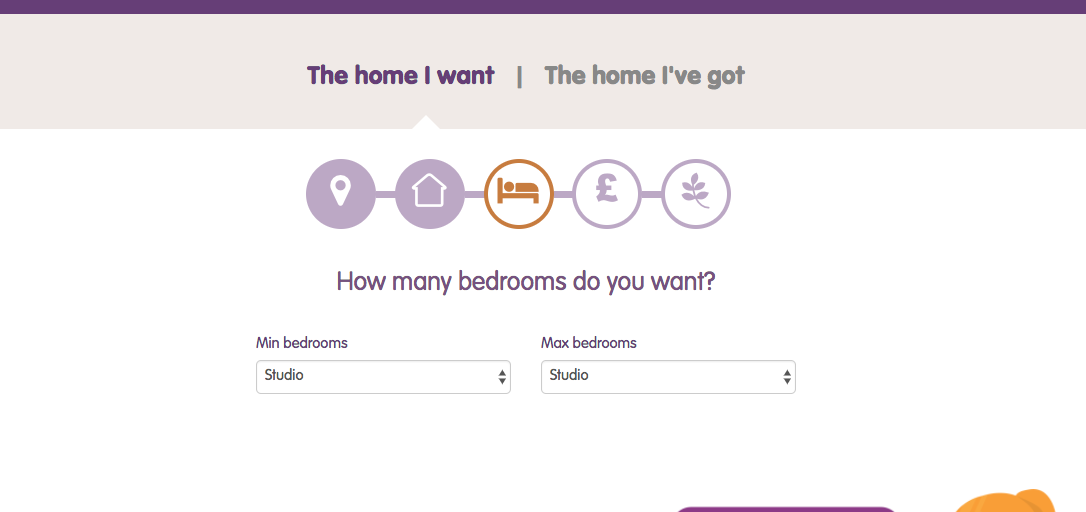 The home I want | The home I've got
£
How many bedrooms do you want?
Min bedrooms Max bedrooms
Studio Studio